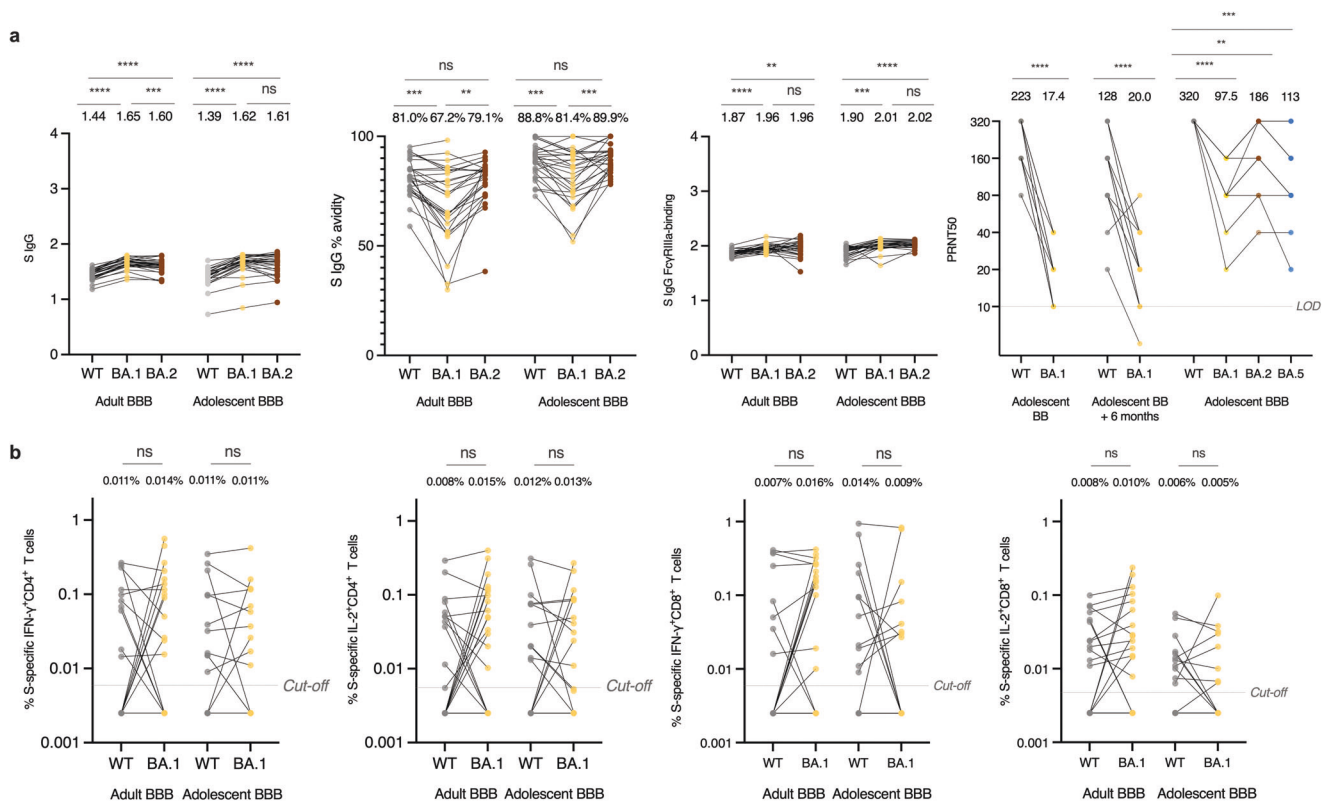 a
**** ****
**** *** **** ns
1.44 1.65 1.60 1.39 1.62 1.61
S IgG
4
3
2
1
0
WT BA.1 BA.2 WT BA.1 BA.2
Adult BBB Adolescent BBB
ns ns
*** ** *** ***
81.0% 67.2% 79.1% 88.8% 81.4% 89.9%
S IgG % avidity
100
50
0
WT BA.1 BA.2 WT BA.1 BA.2
Adult BBB Adolescent BBB
** ****
**** ns *** ns
1.87 1.96 1.96 1.90 2.01 2.02
S IgG FcγRIIIa-binding
4
3
2
1
0
WT BA.1 BA.2 WT BA.1 BA.2
Adult BBB Adolescent BBB
***
**
**** **** ****
223 17.4 128 20.0 320 97.5 186 113
PRNT50
320
160
80
40
20
10
LOD
WT BA.1 WT BA.1 WT BA.1 BA.2 BA.5
Adolescent BB Adolescent BB + 6 months Adolescent BBB
b
ns ns
0.011% 0.014% 0.011% 0.011%
% S-specific IFN-γ⁺CD4⁺ T cells
1
0.1
0.01
0.001
Cut-off
WT BA.1 WT BA.1
Adult BBB Adolescent BBB
ns ns
0.008% 0.015% 0.012% 0.013%
% S-specific IL-2⁺CD4⁺ T cells
1
0.1
0.01
0.001
Cut-off
WT BA.1 WT BA.1
Adult BBB Adolescent BBB
ns ns
0.007% 0.016% 0.014% 0.009%
% S-specific IFN-γ⁺CD8⁺ T cells
1
0.1
0.01
0.001
Cut-off
WT BA.1 WT BA.1
Adult BBB Adolescent BBB
ns ns
0.008% 0.010% 0.006% 0.005%
% S-specific IL-2⁺CD8⁺ T cells
1
0.1
0.01
0.001
Cut-off
WT BA.1 WT BA.1
Adult BBB Adolescent BBB